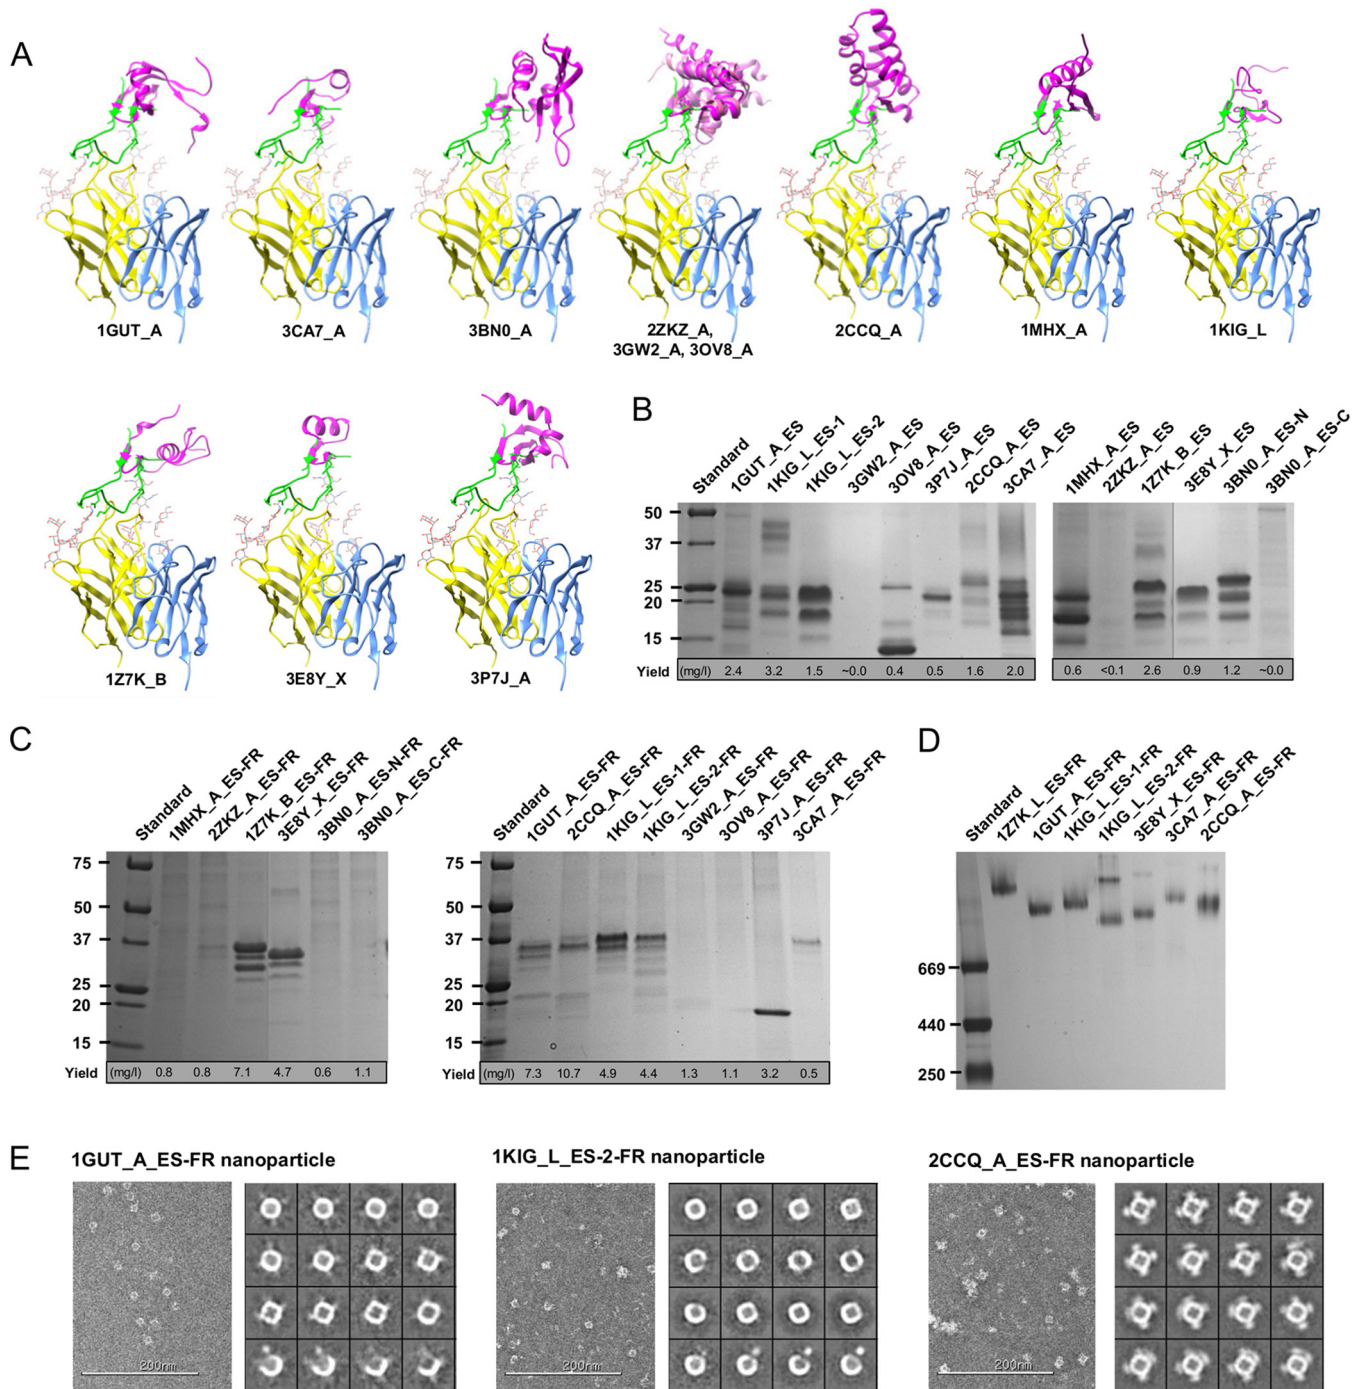 A
1GUT_A
3CA7_A
3BN0_A
2ZKZ_A,
3GW2_A, 3OV8_A
2CCQ_A
1MHX_A
1KIG_L
1Z7K_B
3E8Y_X
3P7J_A
B
Standard
1GUT_A_ES
1KIG_L_ES-1
1KIG_L_ES-2
3GW2_A_ES
3OV8_A_ES
3P7J_A_ES
2CCQ_A_ES
3CA7_A_ES
1MHX_A_ES
2ZKZ_A_ES
1Z7K_B_ES
3E8Y_X_ES
3BN0_A_ES-N
3BN0_A_ES-C
50
37
25
20
15
Yield (mg/l) 2.4 3.2 1.5 ~0.0 0.4 0.5 1.6 2.0
0.6 <0.1 2.6 0.9 1.2 ~0.0
C
Standard
1MHX_A_ES-FR
2ZKZ_A_ES-FR
1Z7K_B_ES-FR
3E8Y_X_ES-FR
3BN0_A_ES-N-FR
3BN0_A_ES-C-FR
75
50
37
25
20
15
Yield (mg/l) 0.8 0.8 7.1 4.7 0.6 1.1
Standard
1GUT_A_ES-FR
2CCQ_A_ES-FR
1KIG_L_ES-1-FR
1KIG_L_ES-2-FR
3GW2_A_ES-FR
3OV8_A_ES-FR
3P7J_A_ES-FR
3CA7_A_ES-FR
75
50
37
25
20
15
Yield (mg/l) 7.3 10.7 4.9 4.4 1.3 1.1 3.2 0.5
D
Standard
1Z7K_L_ES-FR
1GUT_A_ES-FR
1KIG_L_ES-1-FR
1KIG_L_ES-2-FR
3E8Y_X_ES-FR
3CA7_A_ES-FR
2CCQ_A_ES-FR
669
440
250
E
1GUT_A_ES-FR nanoparticle
200nm
1KIG_L_ES-2-FR nanoparticle
200nm
2CCQ_A_ES-FR nanoparticle
200nm